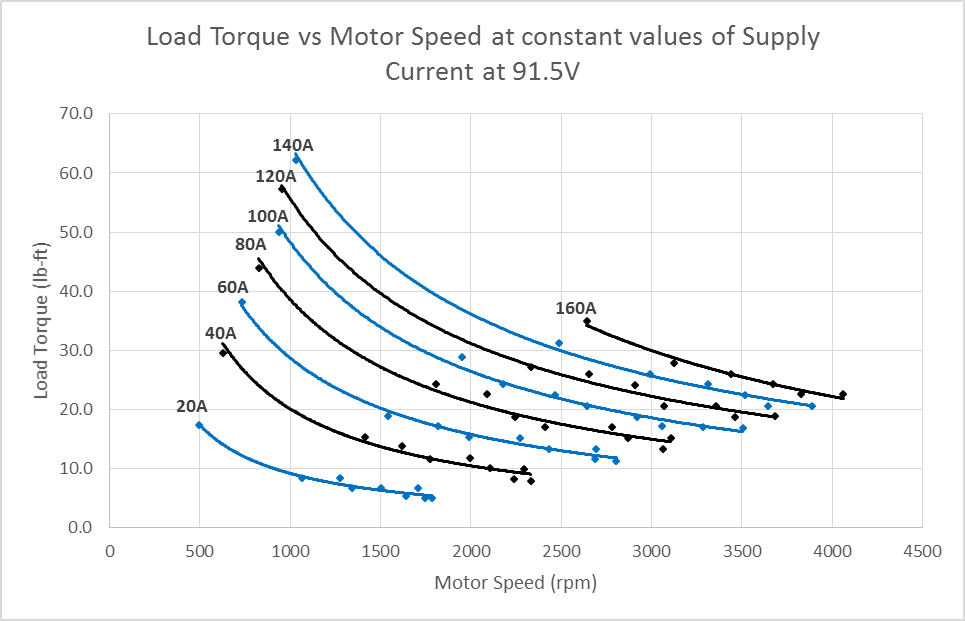 Load Torque vs Motor Speed at constant values of Supply
Current at 91.5V
70.0
60.0
50.0
40.0
30.0
20.0
10.0
0.0
Load Torque (lb-ft)
140A
120A
100A
80A
60A
160A
40A
20A
0
500
1000
1500
2000
2500
3000
3500
4000
4500
Motor Speed (rpm)